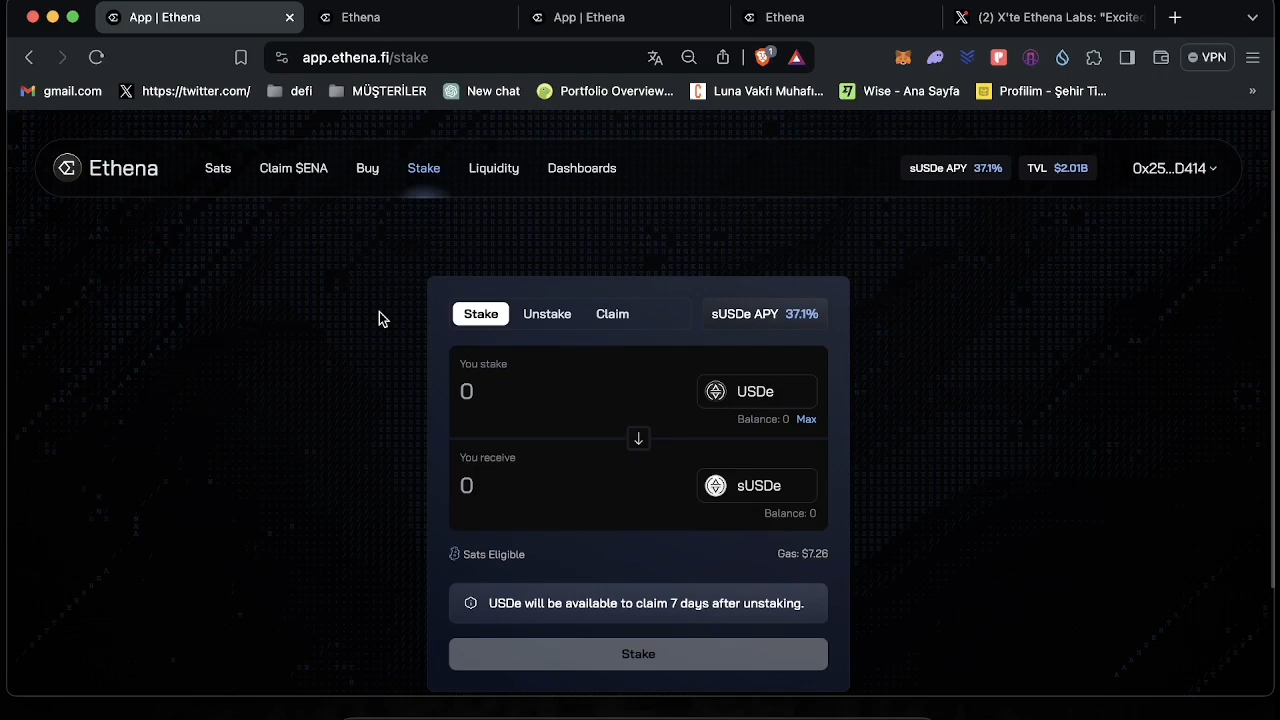 App | Ethena
Ethena
App | Ethena
Ethena
(2) X'te Ethena Labs: "Excited
app.ethena.fi/stake
1
VPN
gmail.com
https://twitter.com/
defi
MÜŞTERİLER
New chat
Portfolio Overview...
Luna Vakfı Muhafı...
Wise - Ana Sayfa
Profilim - Şehir Ti...
Ethena
Sats
Claim $ENA
Buy
Stake
Liquidity
Dashboards
sUSDe APY 37.1%
TVL $2.01B
0x25...D414
Stake
Unstake
Claim
sUSDe APY 37.1%
You stake
0
USDe
Balance: 0 Max
You receive
0
sUSDe
Balance: 0
Sats Eligible
Gas: $7.26
USDe will be available to claim 7 days after unstaking.
Stake